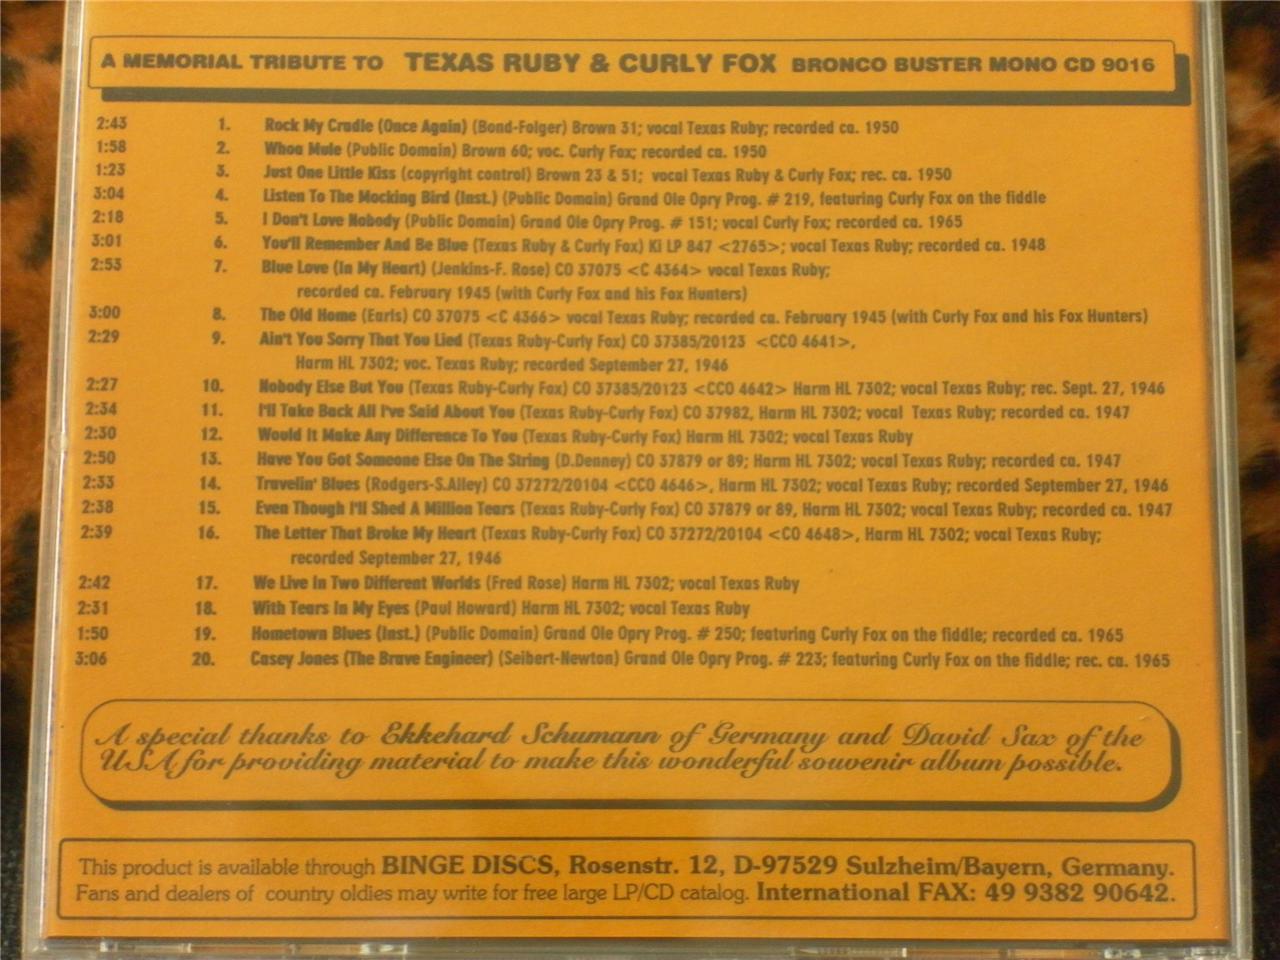 A MEMORIAL TRIBUTE TO TEXAS RUBY & CURLY FOX BRONCO BUSTER MONO CD 9016
2:43 1. Rock My Cradle (Once Again) (Bond-Folger) Brown 31; vocal Texas Ruby; recorded ca. 1950
1:58 2. Whoa Mule (Public Domain) Brown 60; voc. Curly Fox; recorded ca. 1950
1:23 3. Just One Little Kiss (copyright control) Brown 23 & 51; vocal Texas Ruby & Curly Fox; rec. ca. 1950
3:04 4. Listen To The Mocking Bird (Inst.) (Public Domain) Grand Ole Opry Prog. # 219, featuring Curly Fox on the fiddle
2:18 5. I Don't Love Nobody (Public Domain) Grand Ole Opry Prog. # 151; vocal Curly Fox; recorded ca. 1965
3:01 6. You'll Remember And Be Blue (Texas Ruby & Curly Fox) Ki LP 847 <2765>; vocal Texas Ruby; recorded ca. 1948
2:53 7. Blue Love (In My Heart) (Jenkins-F. Rose) CO 37075 <C 4364> vocal Texas Ruby;
recorded ca. February 1945 (with Curly Fox and his Fox Hunters)
3:00 8. The Old Home (Earls) CO 37075 <C 4366> vocal Texas Ruby; recorded ca. February 1945 (with Curly Fox and his Fox Hunters)
2:29 9. Ain't You Sorry That You Lied (Texas Ruby-Curly Fox) CO 37385/20123 <CCO 4641>,
Harm HL 7302; voc. Texas Ruby; recorded September 27, 1946
2:27 10. Nobody Else But You (Texas Ruby-Curly Fox) CO 37385/20123 <CCO 4642> Harm HL 7302; vocal Texas Ruby; rec. Sept. 27, 1946
2:34 11. I'll Take Back All I've Said About You (Texas Ruby-Curly Fox) CO 37982, Harm HL 7302; vocal Texas Ruby; recorded ca. 1947
2:30 12. Would It Make Any Difference To You (Texas Ruby-Curly Fox) Harm HL 7302; vocal Texas Ruby
2:50 13. Have You Got Someone Else On The String (D.Denney) CO 37879 or 89; Harm HL 7302; vocal Texas Ruby; recorded ca. 1947
2:33 14. Travelin' Blues (Rodgers-S.Alley) CO 37272/20104 <CCO 4646>, Harm HL 7302; vocal Texas Ruby; recorded September 27, 1946
2:38 15. Even Though I'll Shed A Million Tears (Texas Ruby-Curly Fox) CO 37879 or 89, Harm HL 7302; vocal Texas Ruby; recorded ca. 1947
2:39 16. The Letter That Broke My Heart (Texas Ruby-Curly Fox) CO 37272/20104 <CO 4648>, Harm HL 7302; vocal Texas Ruby;
recorded September 27, 1946
2:42 17. We Live In Two Different Worlds (Fred Rose) Harm HL 7302; vocal Texas Ruby
2:31 18. With Tears In My Eyes (Paul Howard) Harm HL 7302; vocal Texas Ruby
1:50 19. Hometown Blues (Inst.) (Public Domain) Grand Ole Opry Prog. # 250; featuring Curly Fox on the fiddle; recorded ca. 1965
3:06 20. Casey Jones (The Brave Engineer) (Seibert-Newton) Grand Ole Opry Prog. # 223; featuring Curly Fox on the fiddle; rec. ca. 1965
A special thanks to Ekkehard Schumann of Germany and David Sax of the
USA for providing material to make this wonderful souvenir album possible.
This product is available through BINGE DISCS, Rosenstr. 12, D-97529 Sulzheim/Bayern, Germany.
Fans and dealers of country oldies may write for free large LP/CD catalog. International FAX: 49 9382 90642.